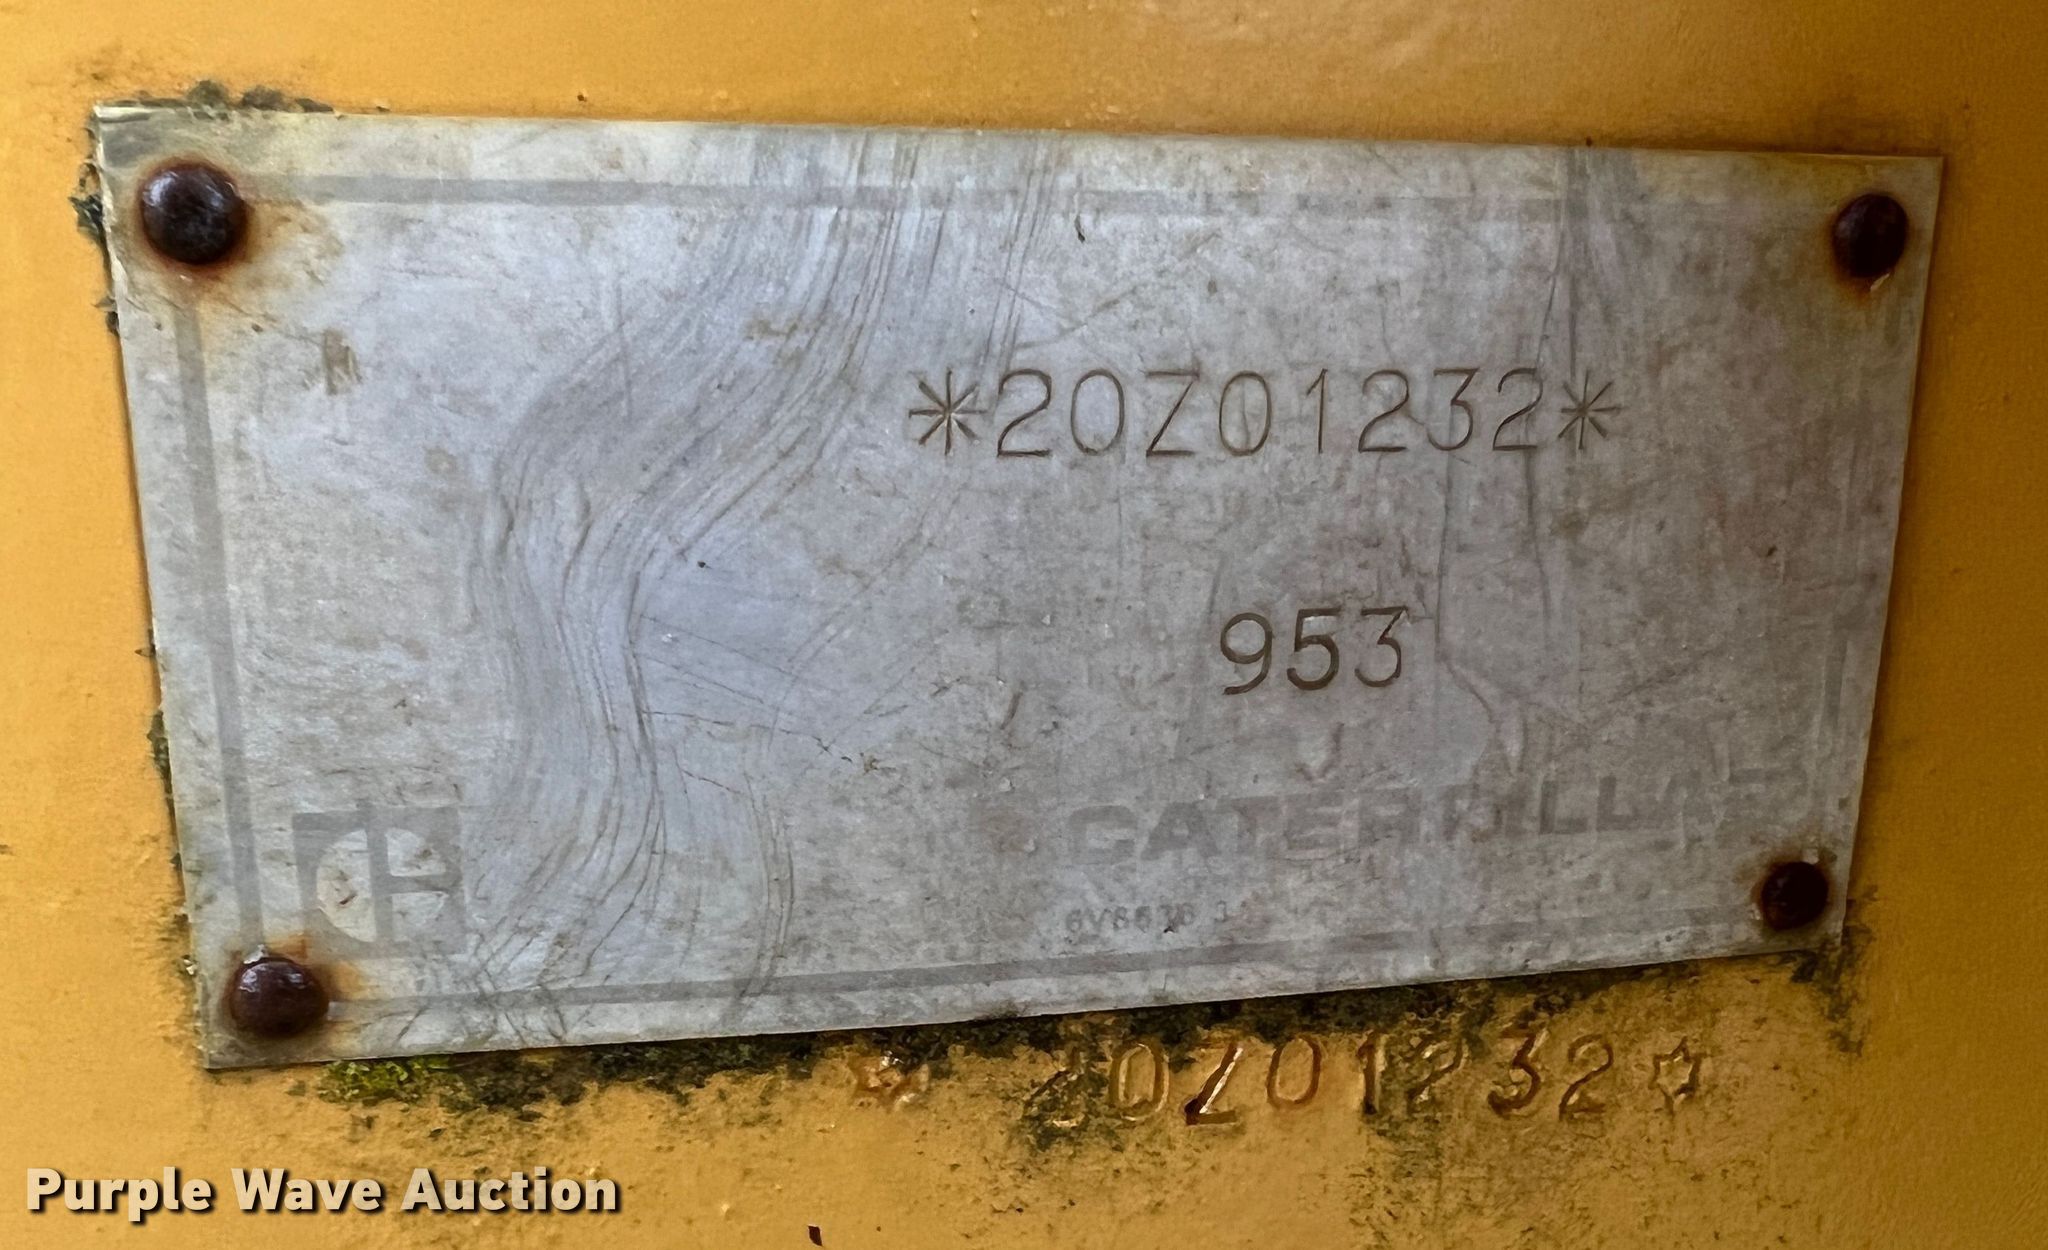 *20Z01232*
953
CATERPILLAR
*20Z01232*
Purple Wave Auction